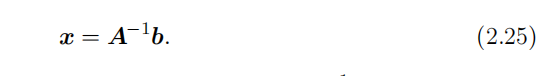 x = A⁻¹b. (2.25)